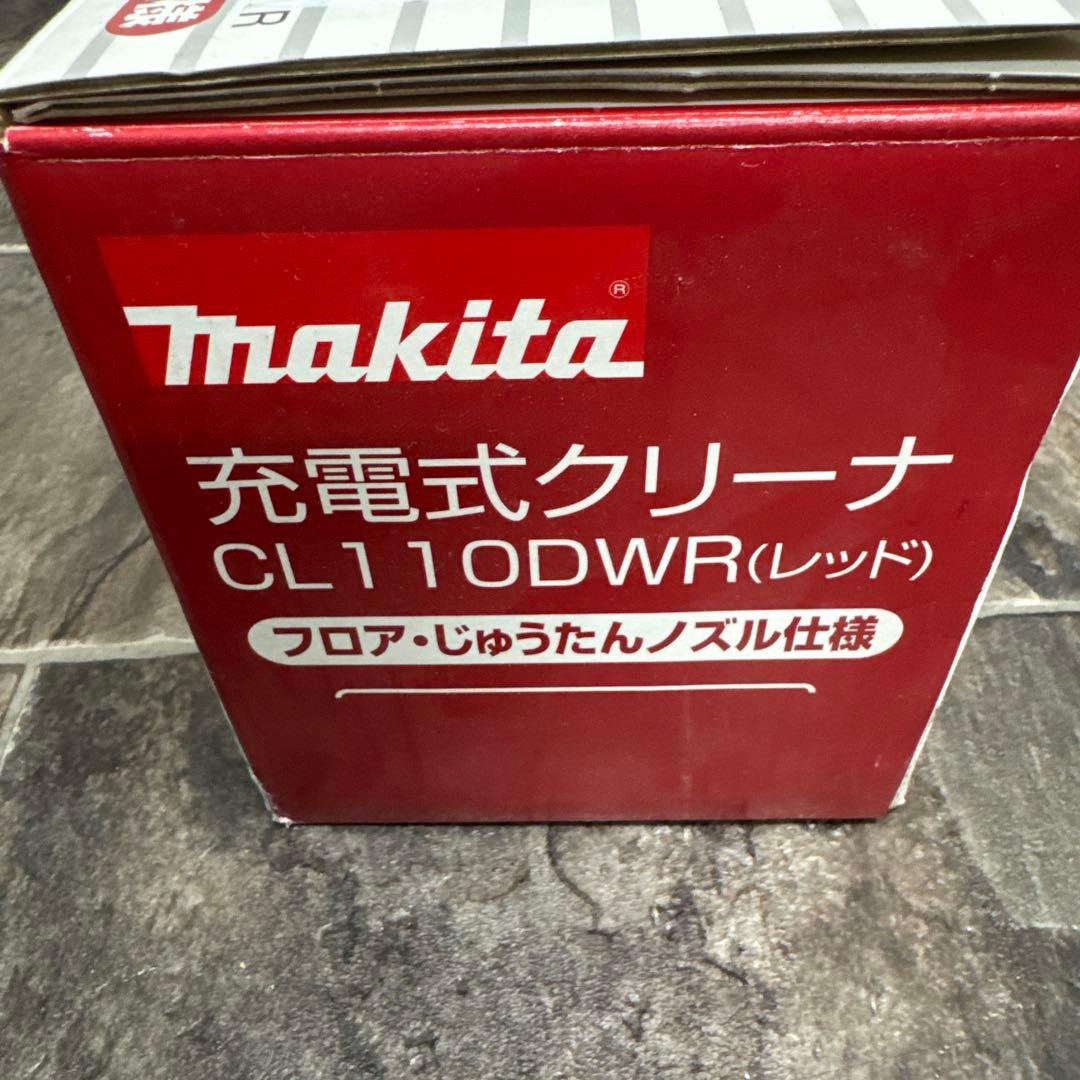 R
makita®
充電式クリーナ
CL110DWR(レッド)
フロア・じゅうたんノズル仕様